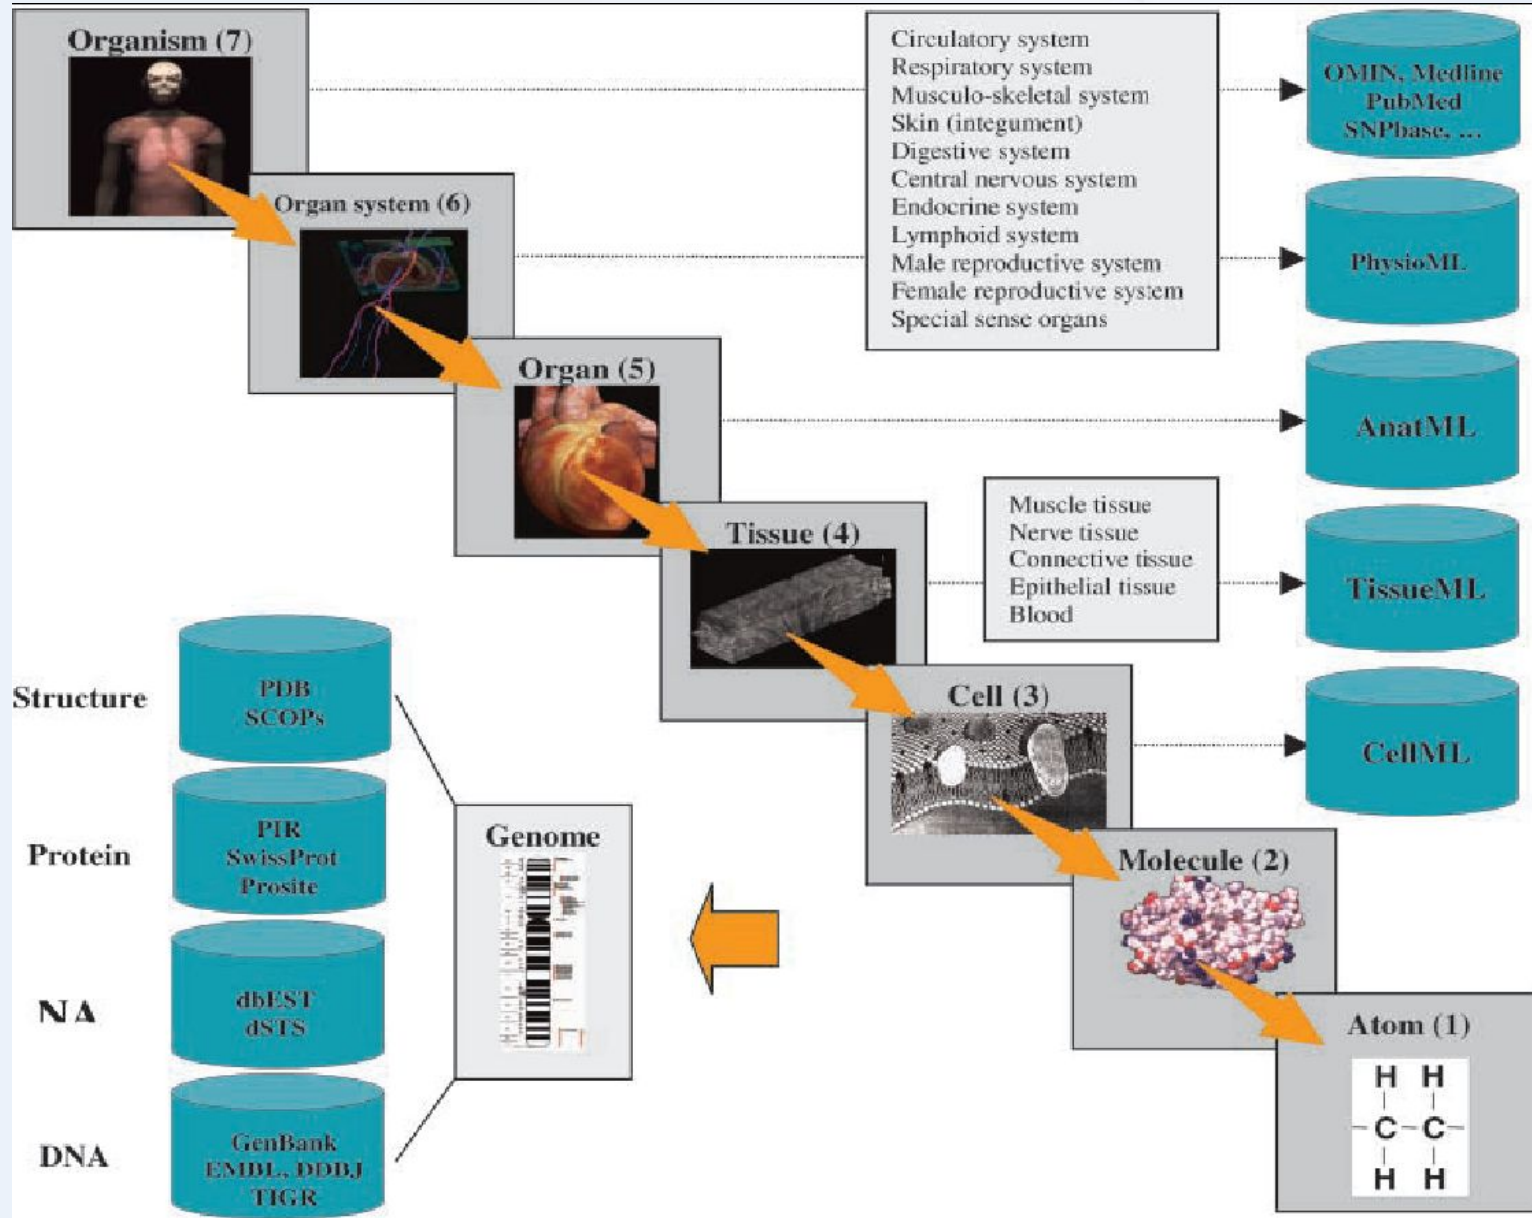 Organism (7)
Circulatory system
Respiratory system
Musculo-skeletal system
Skin (integument)
Digestive system
Central nervous system
Endocrine system
Lymphoid system
Male reproductive system
Female reproductive system
Special sense organs
OMIN, Medline
PubMed
SNPbase, ...
Organ system (6)
PhysioML
Organ (5)
AnatML
Tissue (4)
Muscle tissue
Nerve tissue
Connective tissue
Epithelial tissue
Blood
TissueML
Cell (3)
CellML
Molecule (2)
Atom (1)
H H
C C
H H
Structure
PDB
SCOPs
Protein
PIR
SwissProt
Prosite
NA
dbEST
dSTS
DNA
GenBank
EMBL, DDBJ
TIGR
Genome